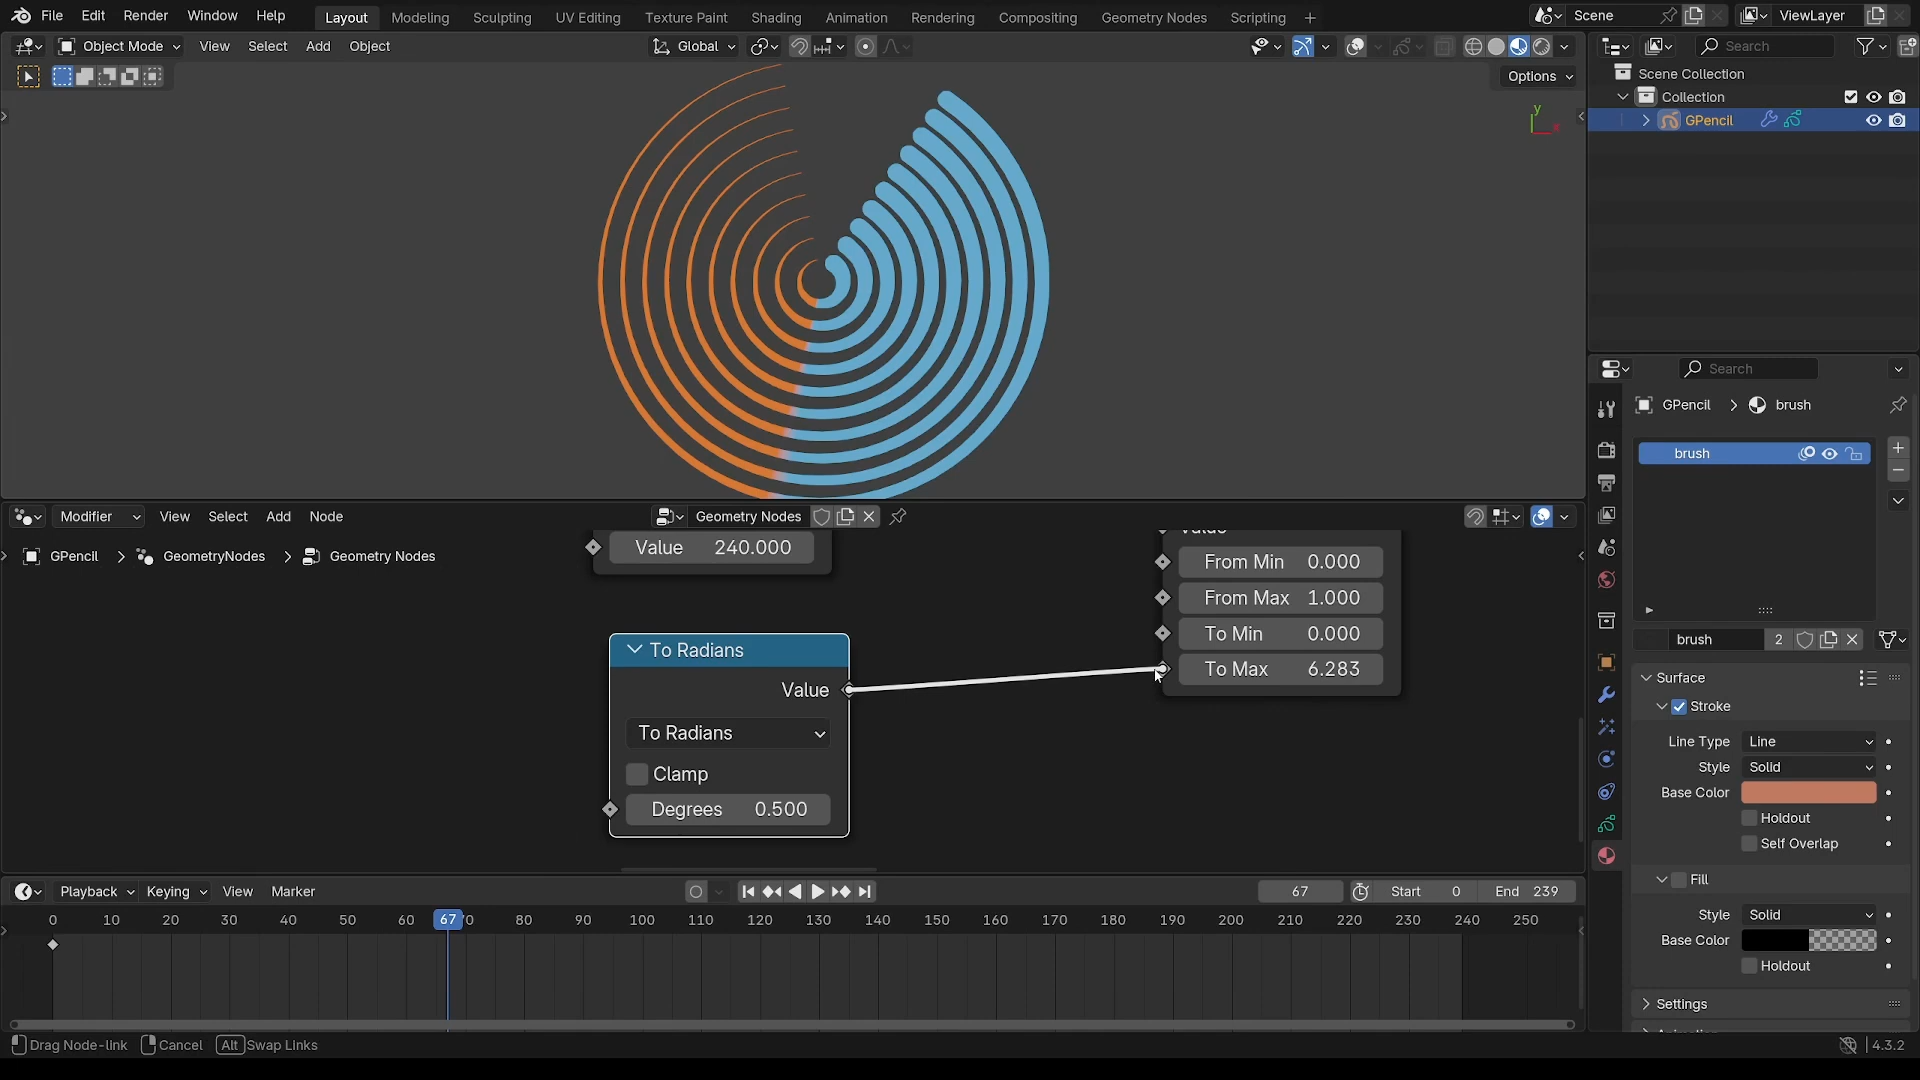 File Edit Render Window Help Layout Modeling Sculpting UV Editing Texture Paint Shading Animation Rendering Compositing Geometry Nodes Scripting + Scene ViewLayer
Object Mode View Select Add Object Global Search
Options
Scene Collection
Collection
GPencil
y
x
Search
GPencil > brush
brush
brush 2
Surface
Stroke
Line Type Line
Style Solid
Base Color
Holdout
Self Overlap
Fill
Style Solid
Base Color
Holdout
Settings
Modifier View Select Add Node Geometry Nodes
GPencil > GeometryNodes > Geometry Nodes
Value 240.000
Value
From Min 0.000
From Max 1.000
To Min 0.000
To Max 6.283
To Radians
Value
To Radians
Clamp
Degrees 0.500
Playback Keying View Marker 67 Start 0 End 239
0 10 20 30 40 50 60 67 80 90 100 110 120 130 140 150 160 170 180 190 200 210 220 230 240 250
Drag Node-link Cancel Alt Swap Links 4.3.2